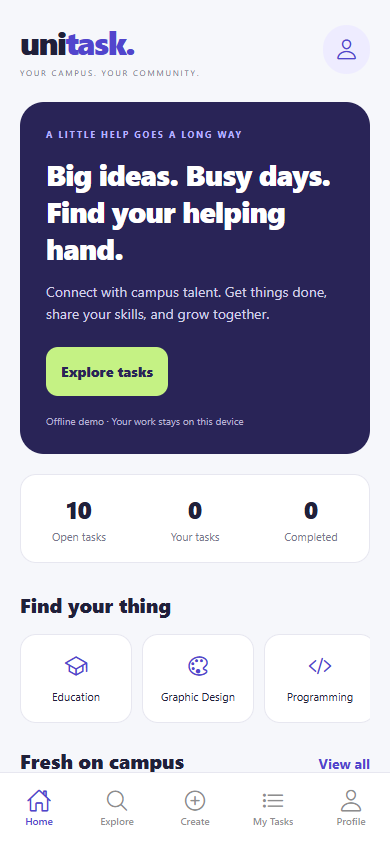 unitask.
YOUR CAMPUS. YOUR COMMUNITY.
A LITTLE HELP GOES A LONG WAY
Big ideas. Busy days.
Find your helping
hand.
Connect with campus talent. Get things done,
share your skills, and grow together.
Explore tasks
Offline demo · Your work stays on this device
10 0 0
Open tasks Your tasks Completed
Find your thing
Education Graphic Design Programming
Fresh on campus View all
Home Explore Create My Tasks Profile